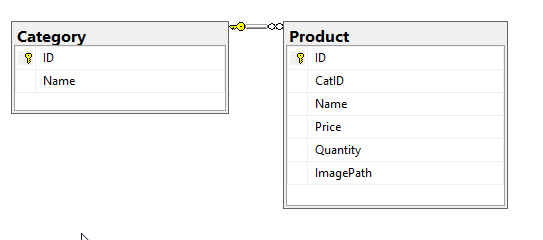 Category
ID
Name
Product
ID
CatID
Name
Price
Quantity
ImagePath